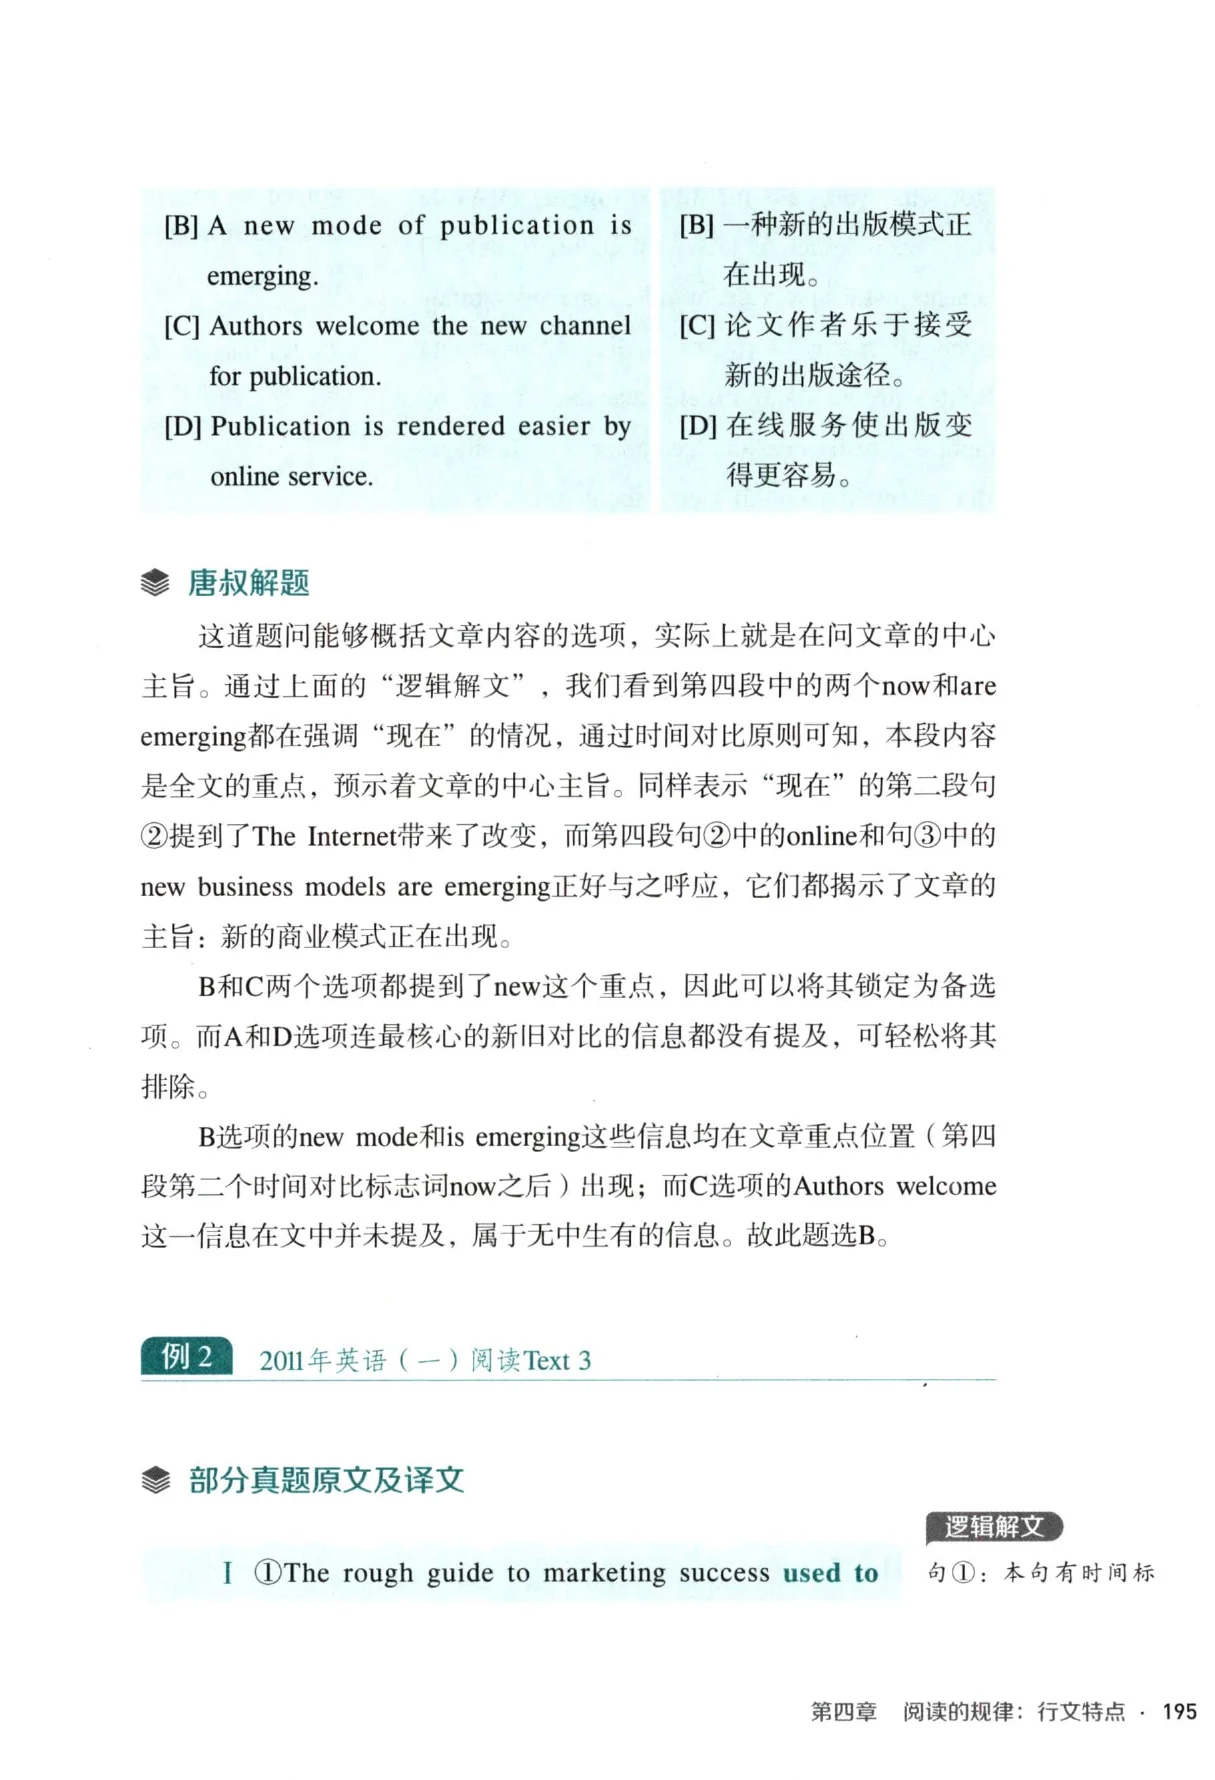 [B] A new mode of publication is
emerging.
[C] Authors welcome the new channel
for publication.
[D] Publication is rendered easier by
online service.
[B] 一种新的出版模式正
在出现。
[C] 论文作者乐于接受
新的出版途径。
[D] 在线服务使出版变
得更容易。
唐叔解题
这道题问能够概括文章内容的选项，实际上就是在问文章的中心
主旨。通过上面的“逻辑解文”，我们看到第四段中的两个now和are
emerging都在强调“现在”的情况，通过时间对比原则可知，本段内容
是全文的重点，预示着文章的中心主旨。同样表示“现在”的第二段句
②提到了The Internet带来了改变，而第四段句②中的online和句③中的
new business models are emerging正好与之呼应，它们都揭示了文章的
主旨：新的商业模式正在出现。
B和C两个选项都提到了new这个重点，因此可以将其锁定为备选
项。而A和D选项连最核心的新旧对比的信息都没有提及，可轻松将其
排除。
B选项的new mode和is emerging这些信息均在文章重点位置（第四
段第二个时间对比标志词now之后）出现；而C选项的Authors welcome
这一信息在文中并未提及，属于无中生有的信息。故此题选B。
例2 2011年英语（一）阅读Text 3
部分真题原文及译文
逻辑解文
I ①The rough guide to marketing success used to
句①：本句有时间标
第四章 阅读的规律：行文特点 · 195